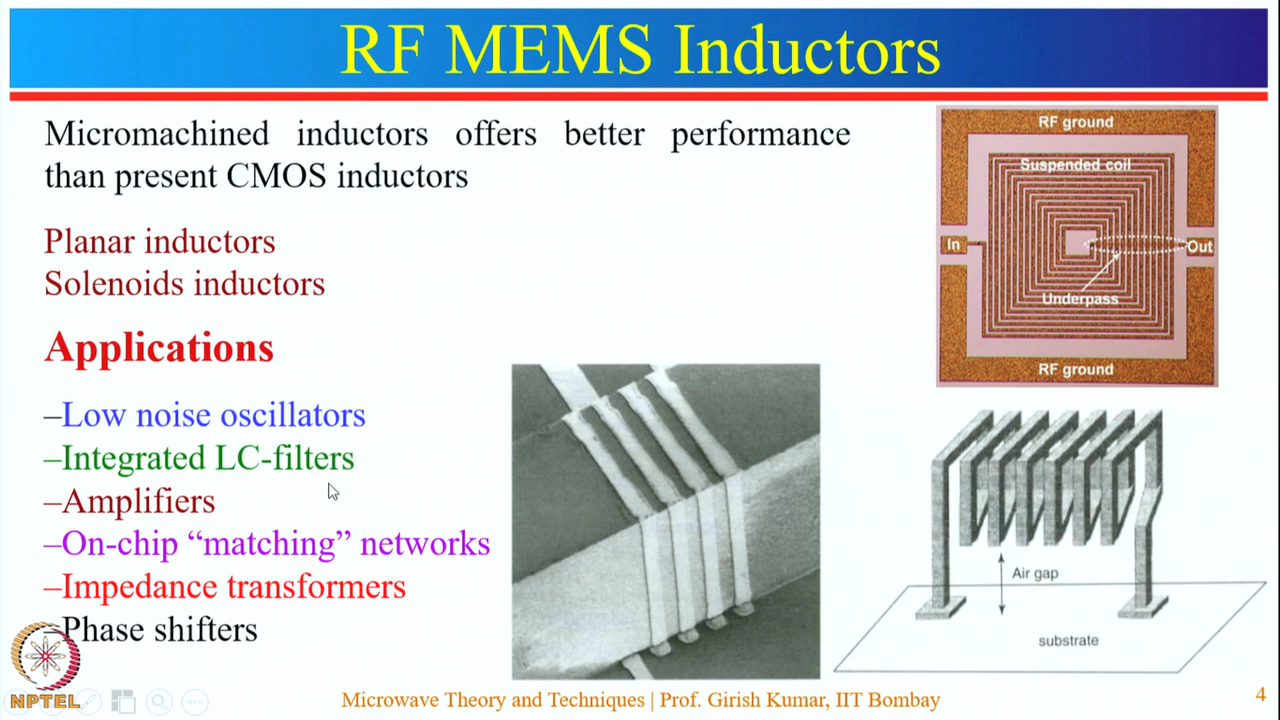 RF MEMS Inductors
Micromachined inductors offers better performance
than present CMOS inductors
Planar inductors
Solenoids inductors
Applications
–Low noise oscillators
–Integrated LC-filters
–Amplifiers
–On-chip “matching” networks
–Impedance transformers
–Phase shifters
RF ground
Suspended coil
In
Out
Underpass
RF ground
Air gap
substrate
NPTEL
Microwave Theory and Techniques | Prof. Girish Kumar, IIT Bombay
4